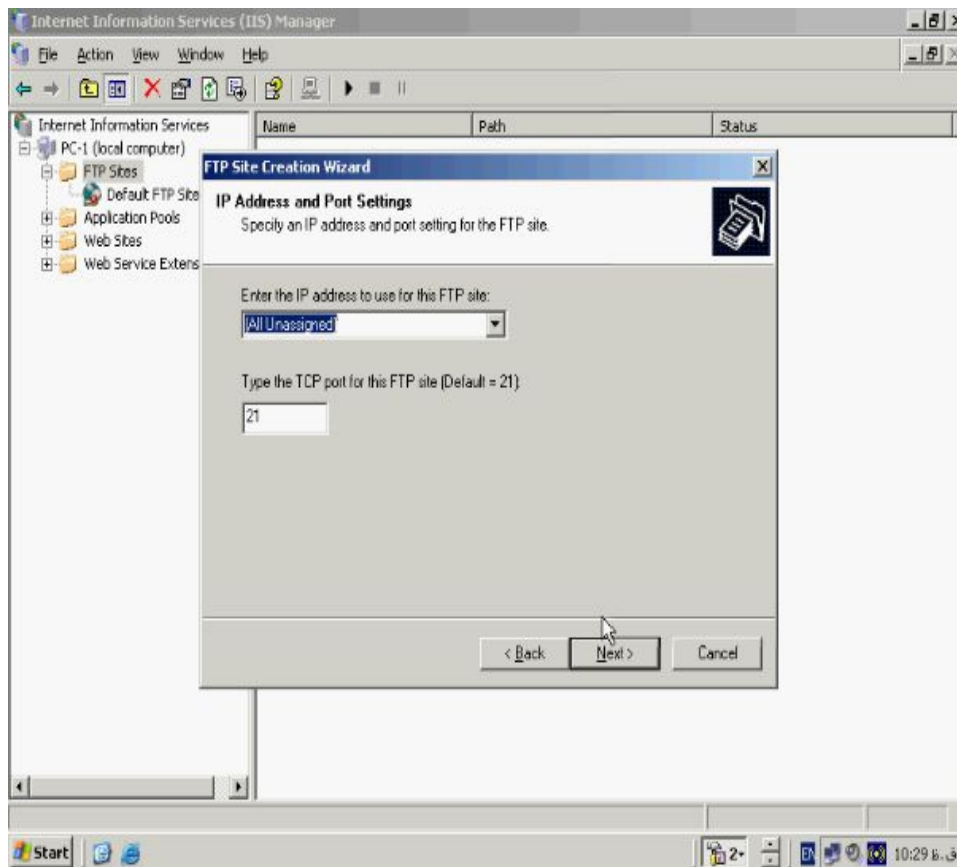 Internet Information Services (IIS) Manager
File Action View Window Help
Internet Information Services
PC-1 (local computer)
FTP Sites
Default FTP Site
Application Pools
Web Sites
Web Service Extens
Name Path Status
FTP Site Creation Wizard
IP Address and Port Settings
Specify an IP address and port setting for the FTP site.
Enter the IP address to use for this FTP site:
(All Unassigned)
Type the TCP port for this FTP site (Default = 21):
21
< Back Next > Cancel
Start 2 EN 10:29 ق.ظ